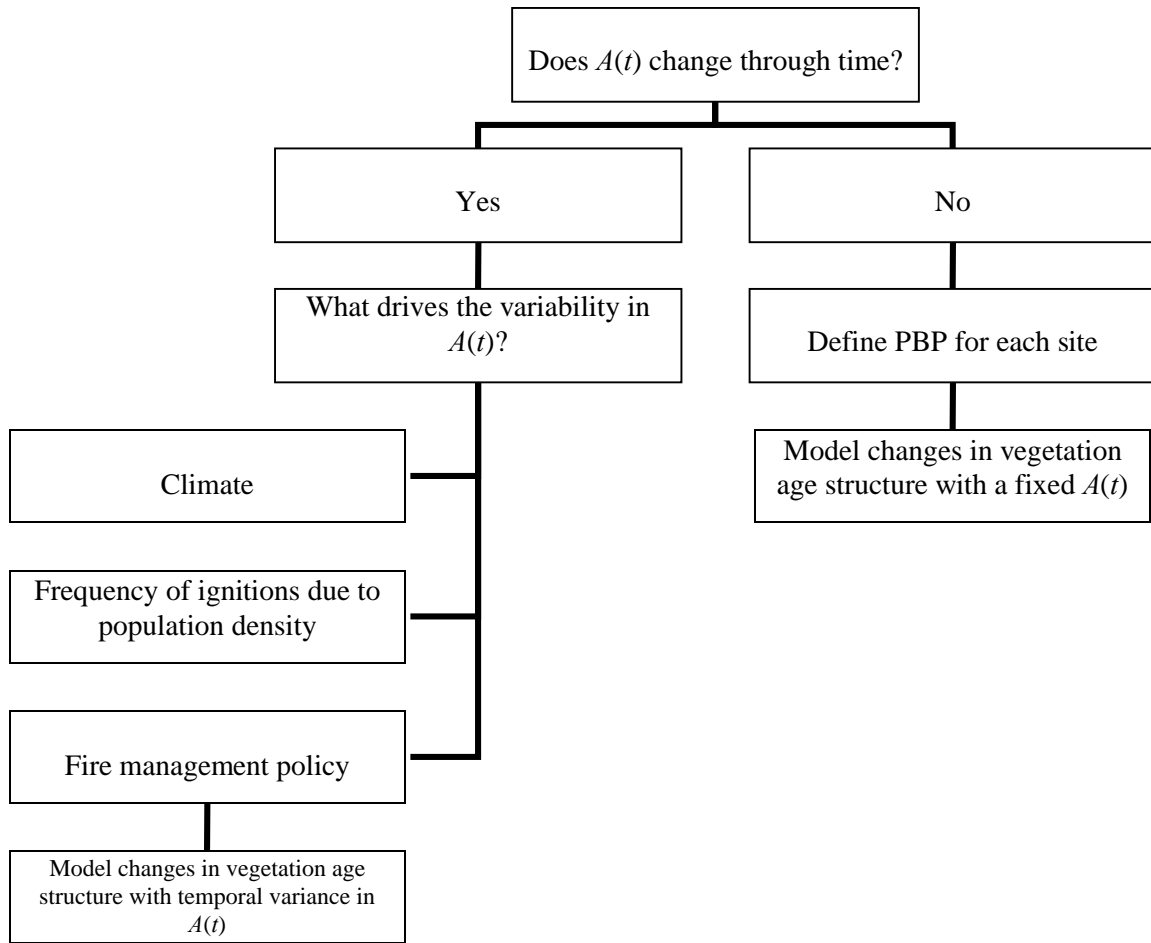 Does A(t) change through time?
Yes
No
What drives the variability in
A(t)?
Define PBP for each site
Climate
Model changes in vegetation
age structure with a fixed A(t)
Frequency of ignitions due to
population density
Fire management policy
Model changes in vegetation age
structure with temporal variance in
A(t)